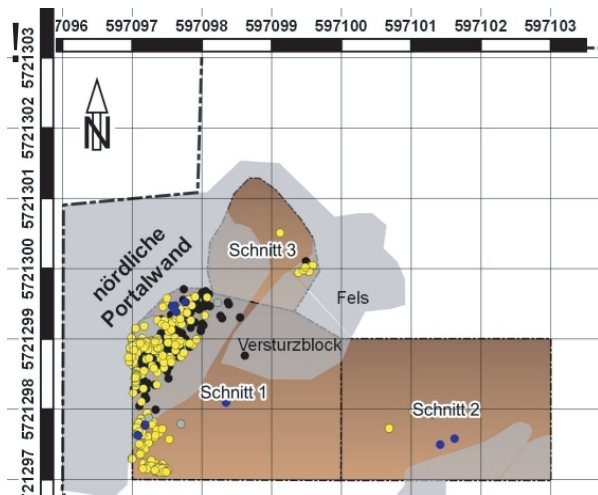 7096 597097 597098 597099 597100 597101 597102 597103
5721303
!
5721302
N
5721301
nördliche
Portalwand
5721300
Schnitt 3
Fels
5721299
Versturzblock
Schnitt 1
5721298
Schnitt 2
5721297